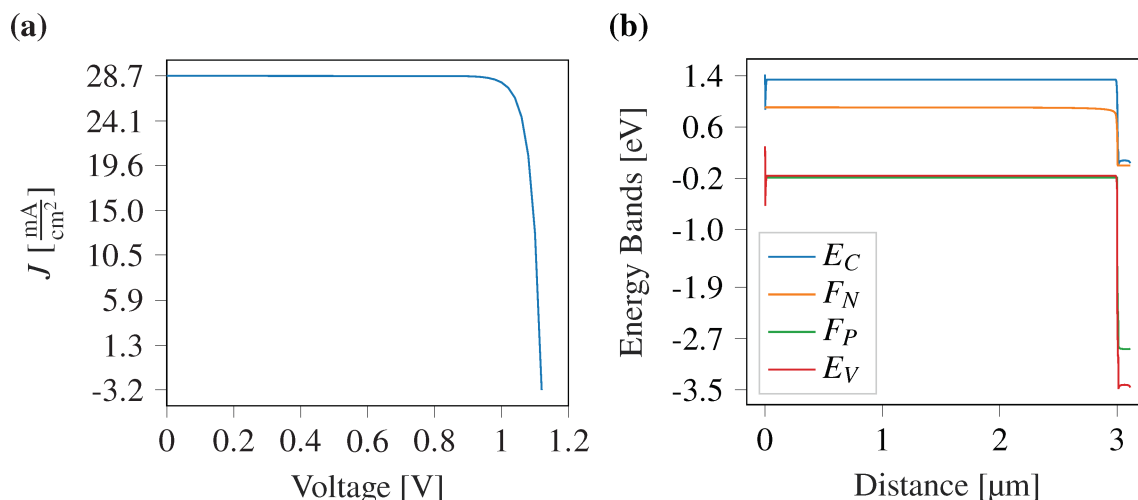 (a)
28.7
24.1
19.6
15.0
10.5
5.9
1.3
-3.2
J [mA/cm²]
0 0.2 0.4 0.6 0.8 1 1.2
Voltage [V]
(b)
1.4
0.6
-0.2
-1.0
-1.9
-2.7
-3.5
Energy Bands [eV]
E_C
F_N
F_P
E_V
0 1 2 3
Distance [μm]